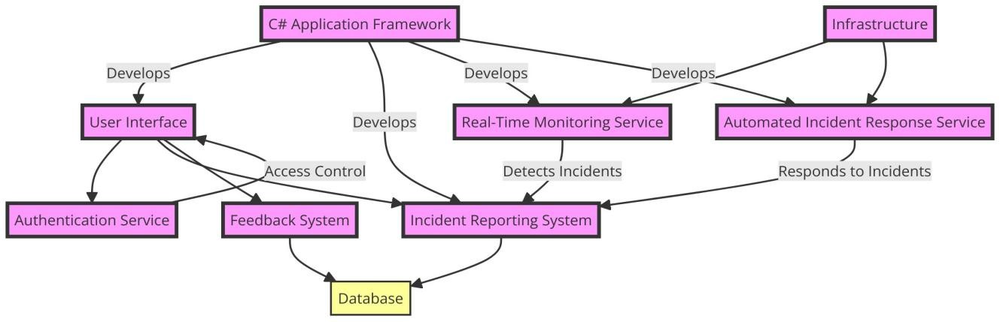 C# Application Framework
Infrastructure
Develops
Develops
Develops
User Interface
Develops
Real-Time Monitoring Service
Automated Incident Response Service
Access Control
Detects Incidents
Responds to Incidents
Authentication Service
Feedback System
Incident Reporting System
Database